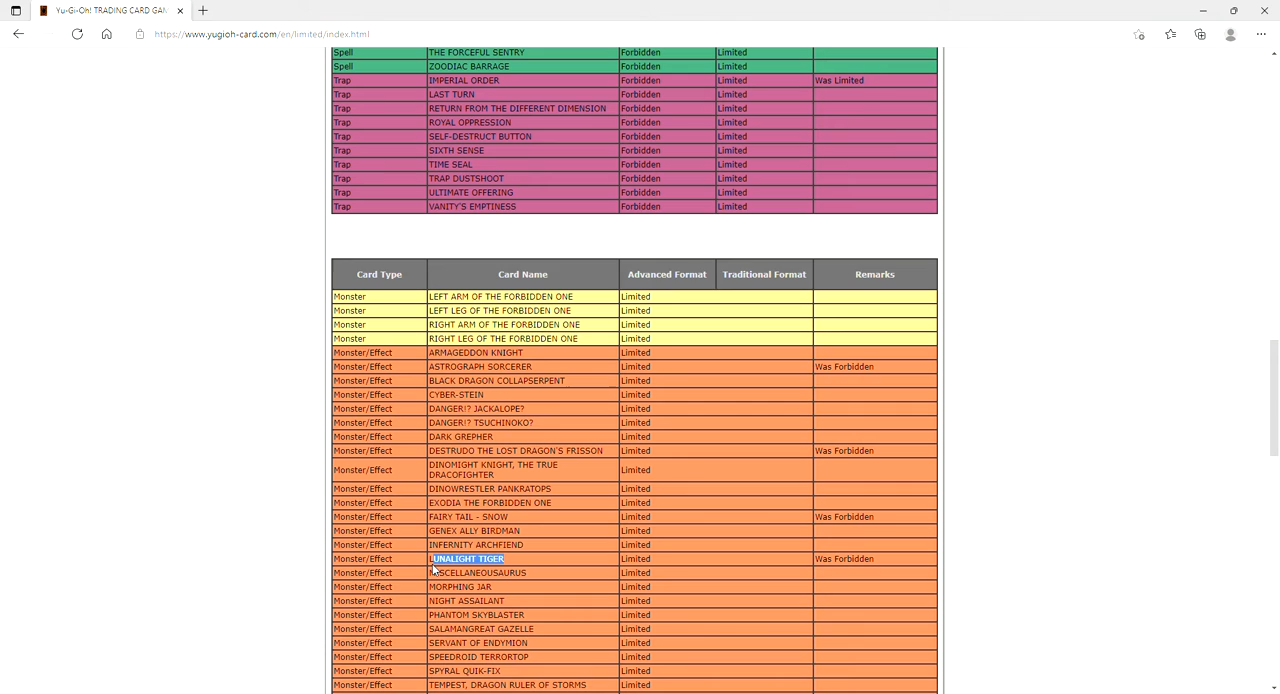 Yu-Gi-Oh! TRADING CARD GAM
https://www.yugioh-card.com/en/limited/index.html
Spell THE FORCEFUL SENTRY Forbidden Limited
Spell ZOODIAC BARRAGE Forbidden Limited
Trap IMPERIAL ORDER Forbidden Limited Was Limited
Trap LAST TURN Forbidden Limited
Trap RETURN FROM THE DIFFERENT DIMENSION Forbidden Limited
Trap ROYAL OPPRESSION Forbidden Limited
Trap SELF-DESTRUCT BUTTON Forbidden Limited
Trap SIXTH SENSE Forbidden Limited
Trap TIME SEAL Forbidden Limited
Trap TRAP DUSTSHOOT Forbidden Limited
Trap ULTIMATE OFFERING Forbidden Limited
Trap VANITY'S EMPTINESS Forbidden Limited
Card Type Card Name Advanced Format Traditional Format Remarks
Monster LEFT ARM OF THE FORBIDDEN ONE Limited
Monster LEFT LEG OF THE FORBIDDEN ONE Limited
Monster RIGHT ARM OF THE FORBIDDEN ONE Limited
Monster RIGHT LEG OF THE FORBIDDEN ONE Limited
Monster/Effect ARMAGEDDON KNIGHT Limited
Monster/Effect ASTROGRAPH SORCERER Limited Was Forbidden
Monster/Effect BLACK DRAGON COLLAPSERPENT Limited
Monster/Effect CYBER-STEIN Limited
Monster/Effect DANGER!? JACKALOPE? Limited
Monster/Effect DANGER!? TSUCHINOKO? Limited
Monster/Effect DARK GREPHER Limited
Monster/Effect DESTRUDO THE LOST DRAGON'S FRISSON Limited Was Forbidden
Monster/Effect DINOMIGHT KNIGHT, THE TRUE
DRACOFIGHTER Limited
Monster/Effect DINOWRESTLER PANKRATOPS Limited
Monster/Effect EXODIA THE FORBIDDEN ONE Limited
Monster/Effect FAIRY TAIL - SNOW Limited Was Forbidden
Monster/Effect GENEX ALLY BIRDMAN Limited
Monster/Effect INFERNITY ARCHFIEND Limited
Monster/Effect LUNALIGHT TIGER Limited Was Forbidden
Monster/Effect MISCELLANEOUSAURUS Limited
Monster/Effect MORPHING JAR Limited
Monster/Effect NIGHT ASSAILANT Limited
Monster/Effect PHANTOM SKYBLASTER Limited
Monster/Effect SALAMANGREAT GAZELLE Limited
Monster/Effect SERVANT OF ENDYMION Limited
Monster/Effect SPEEDROID TERRORTOP Limited
Monster/Effect SPYRAL QUIK-FIX Limited
Monster/Effect TEMPEST, DRAGON RULER OF STORMS Limited